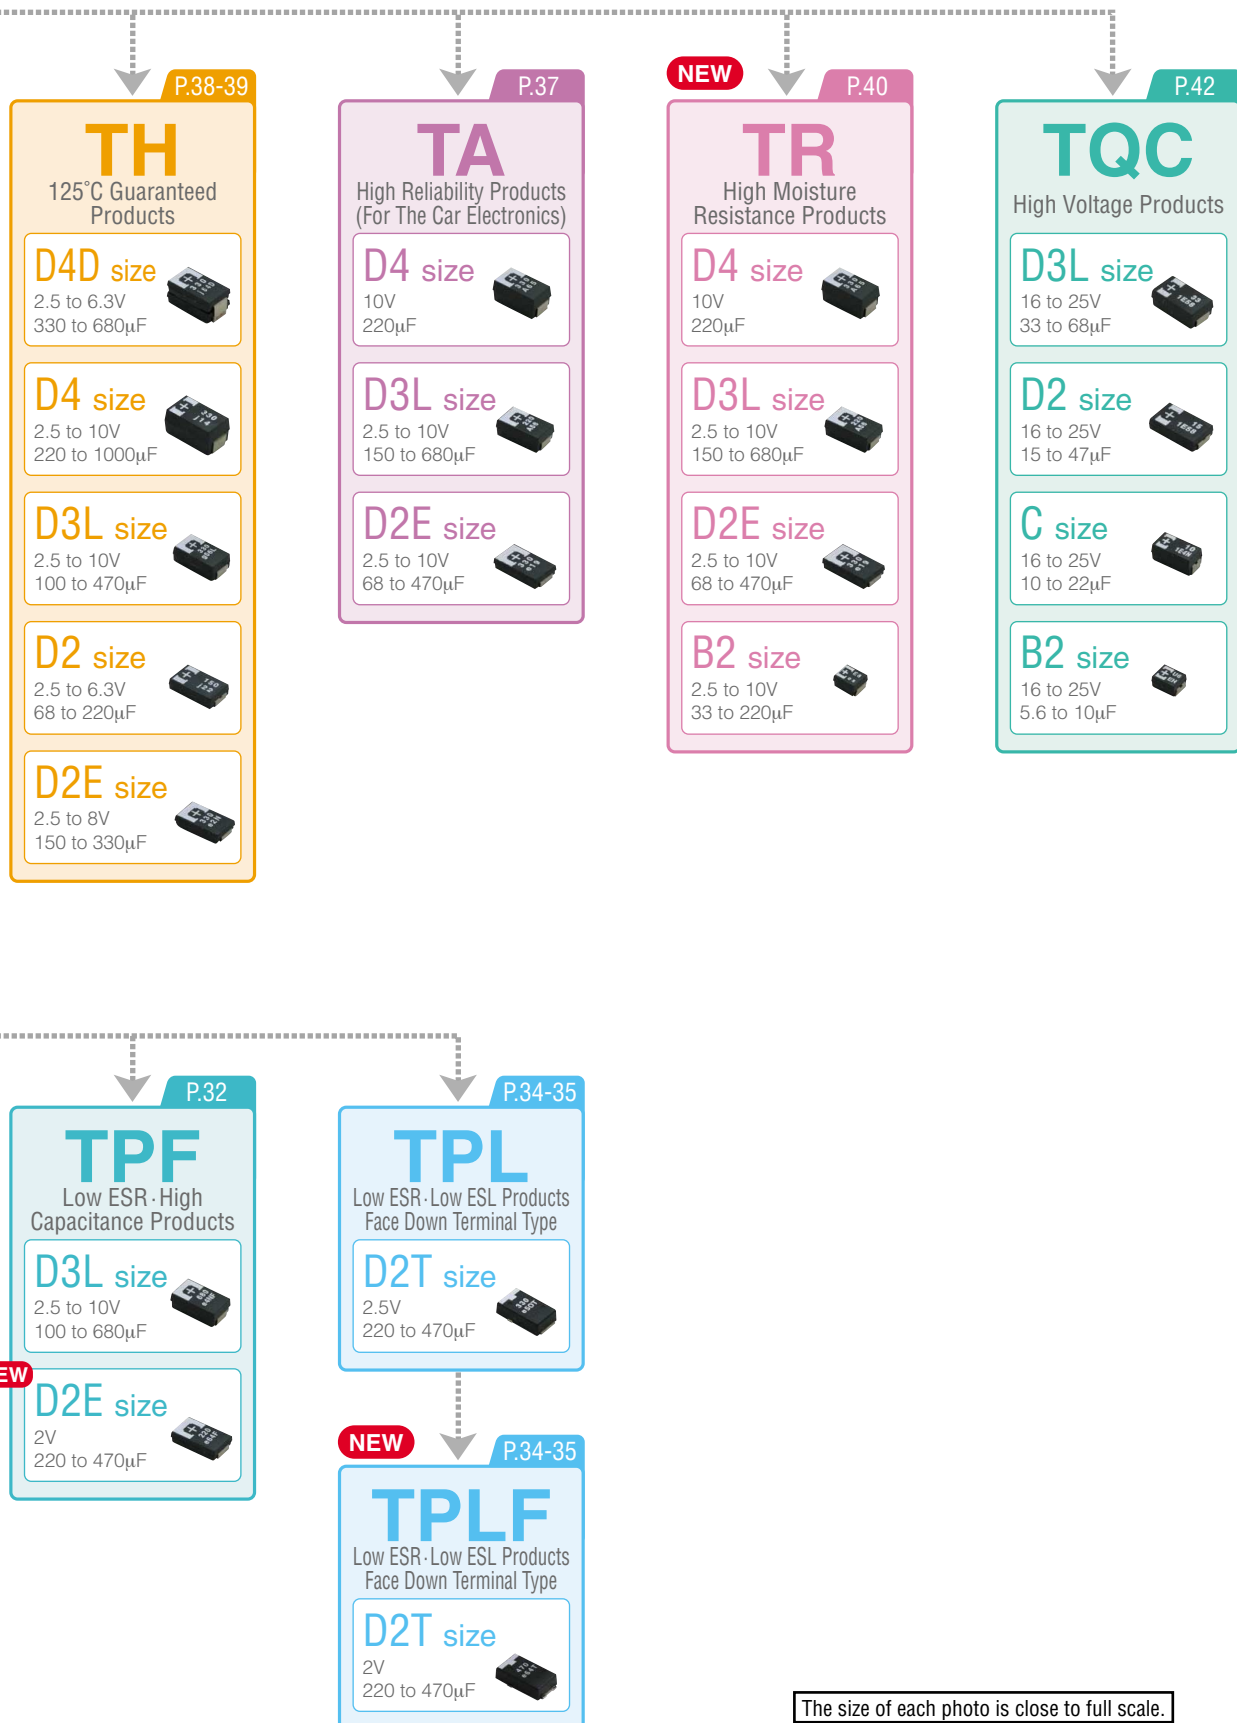 P.38-39
TH
125˚C Guaranteed
Products
D4D size
2.5 to 6.3V
330 to 680µF
D4 size
2.5 to 10V
220 to 1000µF
D3L size
2.5 to 10V
100 to 470µF
D2 size
2.5 to 6.3V
68 to 220µF
D2E size
2.5 to 8V
150 to 330µF
P.37
TA
High Reliability Products
(For The Car Electronics)
D4 size
10V
220µF
D3L size
2.5 to 10V
150 to 680µF
D2E size
2.5 to 10V
68 to 470µF
NEW
P.40
TR
High Moisture
Resistance Products
D4 size
10V
220µF
D3L size
2.5 to 10V
150 to 680µF
D2E size
2.5 to 10V
68 to 470µF
B2 size
2.5 to 10V
33 to 220µF
P.42
TQC
High Voltage Products
D3L size
16 to 25V
33 to 68µF
D2 size
16 to 25V
15 to 47µF
C size
16 to 25V
10 to 22µF
B2 size
16 to 25V
5.6 to 10µF
P.32
TPF
Low ESR·High
Capacitance Products
D3L size
2.5 to 10V
100 to 680µF
EW
D2E size
2V
220 to 470µF
P.34-35
TPL
Low ESR·Low ESL Products
Face Down Terminal Type
D2T size
2.5V
220 to 470µF
NEW
P.34-35
TPLF
Low ESR·Low ESL Products
Face Down Terminal Type
D2T size
2V
220 to 470µF
The size of each photo is close to full scale.